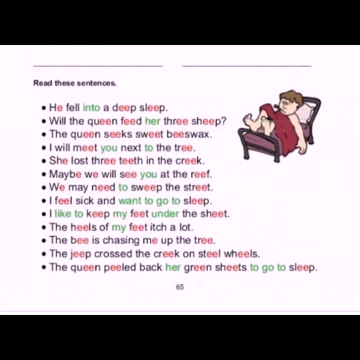 Read these sentences.
• He fell into a deep sleep.
• Will the queen feed her three sheep?
• The queen seeks sweet beeswax.
• I will meet you next to the tree.
• She lost three teeth in the creek.
• Maybe we will see you at the reef.
• We may need to sweep the street.
• I feel sick and want to go to sleep.
• I like to keep my feet under the sheet.
• The heels of my feet itch a lot.
• The bee is chasing me up the tree.
• The jeep crossed the creek on steel wheels.
• The queen peeled back her green sheets to go to sleep.
65